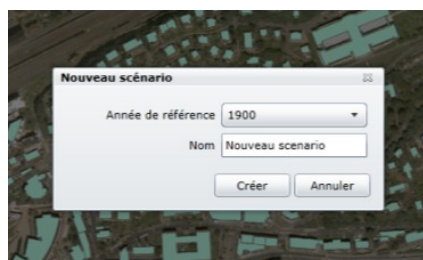 Nouveau scénario
Année de référence 1900
Nom Nouveau scenario
Créer Annuler